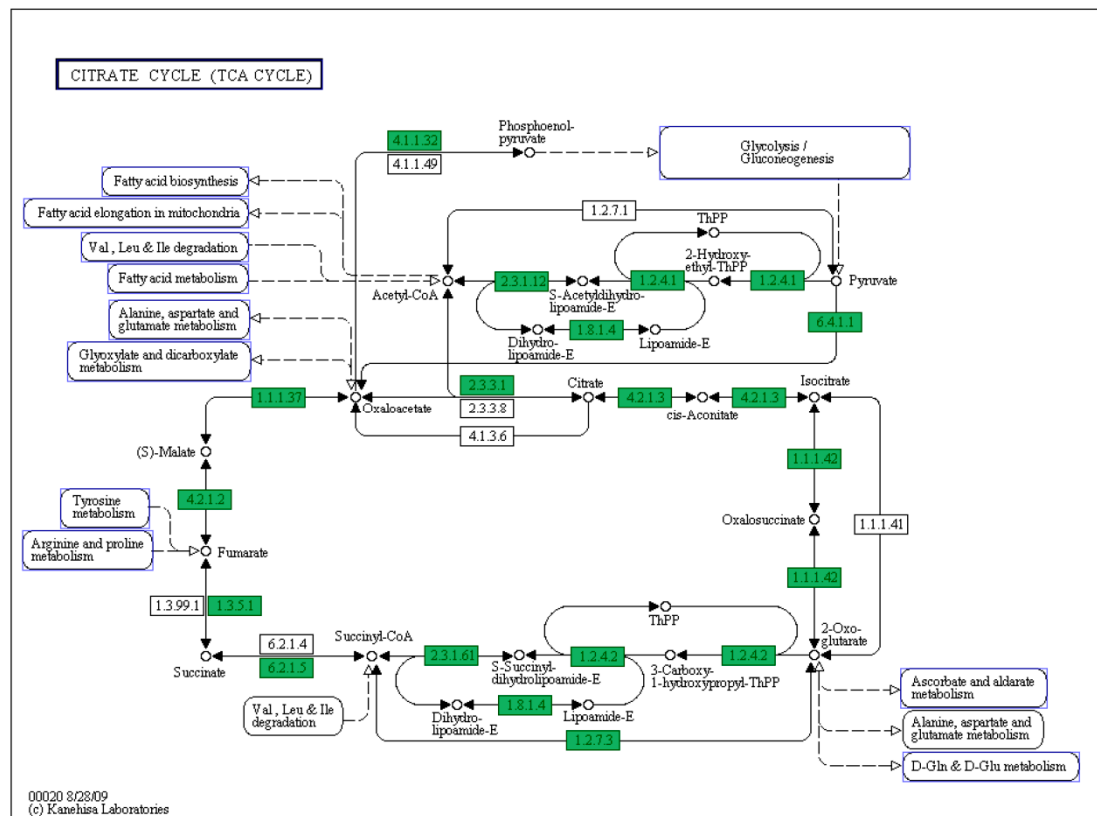 CITRATE CYCLE (TCA CYCLE)
Phosphoenol-
pyruvate
4.1.1.32
4.1.1.49
Glycolysis /
Gluconeogenesis
Fatty acid biosynthesis
Fatty acid elongation in mitochondria
Val, Leu & Ile degradation
Fatty acid metabolism
Alanine, aspartate and
glutamate metabolism
Glyoxylate and dicarboxylate
metabolism
1.2.7.1
ThPP
2-Hydroxy-
ethyl-ThPP
Acetyl-CoA
2.3.1.12
S-Acetyldihydro-
lipoamide-E
1.2.4.1
1.2.4.1
Pyruvate
Dihydro-
lipoamide-E
1.8.1.4
Lipoamide-E
6.4.1.1
1.1.1.37
Oxaloacetate
2.3.3.1
2.3.3.8
4.1.3.6
Citrate
4.2.1.3
cis-Aconitate
4.2.1.3
Isocitrate
(S)-Malate
4.2.1.2
1.1.1.42
Oxalosuccinate
1.1.1.41
1.1.1.42
Tyrosine
metabolism
Arginine and proline
metabolism
Fumarate
1.3.99.1
1.3.5.1
Succinate
6.2.1.4
6.2.1.5
Succinyl-CoA
2.3.1.61
S-Succinyl-
dihydrolipoamide-E
1.2.4.2
ThPP
3-Carboxy-
1-hydroxypropyl-ThPP
1.2.4.2
2-Oxo-
glutarate
Val, Leu & Ile
degradation
Dihydro-
lipoamide-E
1.8.1.4
Lipoamide-E
1.2.7.3
Ascorbate and aldarate
metabolism
Alanine, aspartate and
glutamate metabolism
D-Gln & D-Glu metabolism
00020 8/28/09
(c) Kanehisa Laboratories